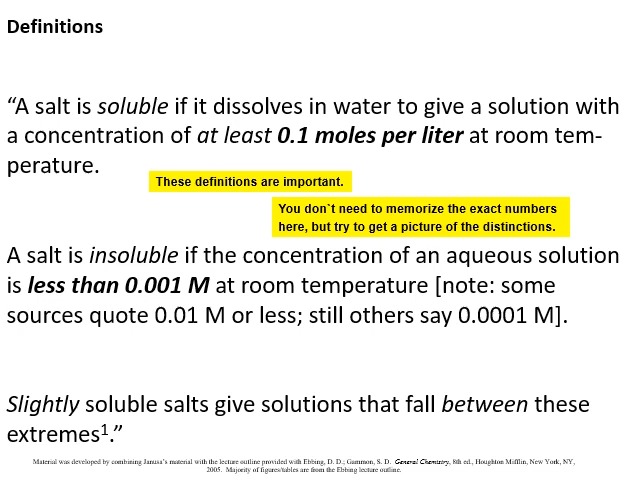 Definitions
“A salt is soluble if it dissolves in water to give a solution with
a concentration of at least 0.1 moles per liter at room tem-
perature.
These definitions are important.
You don`t need to memorize the exact numbers
here, but try to get a picture of the distinctions.
A salt is insoluble if the concentration of an aqueous solution
is less than 0.001 M at room temperature [note: some
sources quote 0.01 M or less; still others say 0.0001 M].
Slightly soluble salts give solutions that fall between these
extremes¹.”
Material was developed by combining Janusa’s material with the lecture outline provided with Ebbing, D. D.; Gammon, S. D. General Chemistry, 8th ed., Houghton Mifflin, New York, NY,
2005. Majority of figures/tables are from the Ebbing lecture outline.